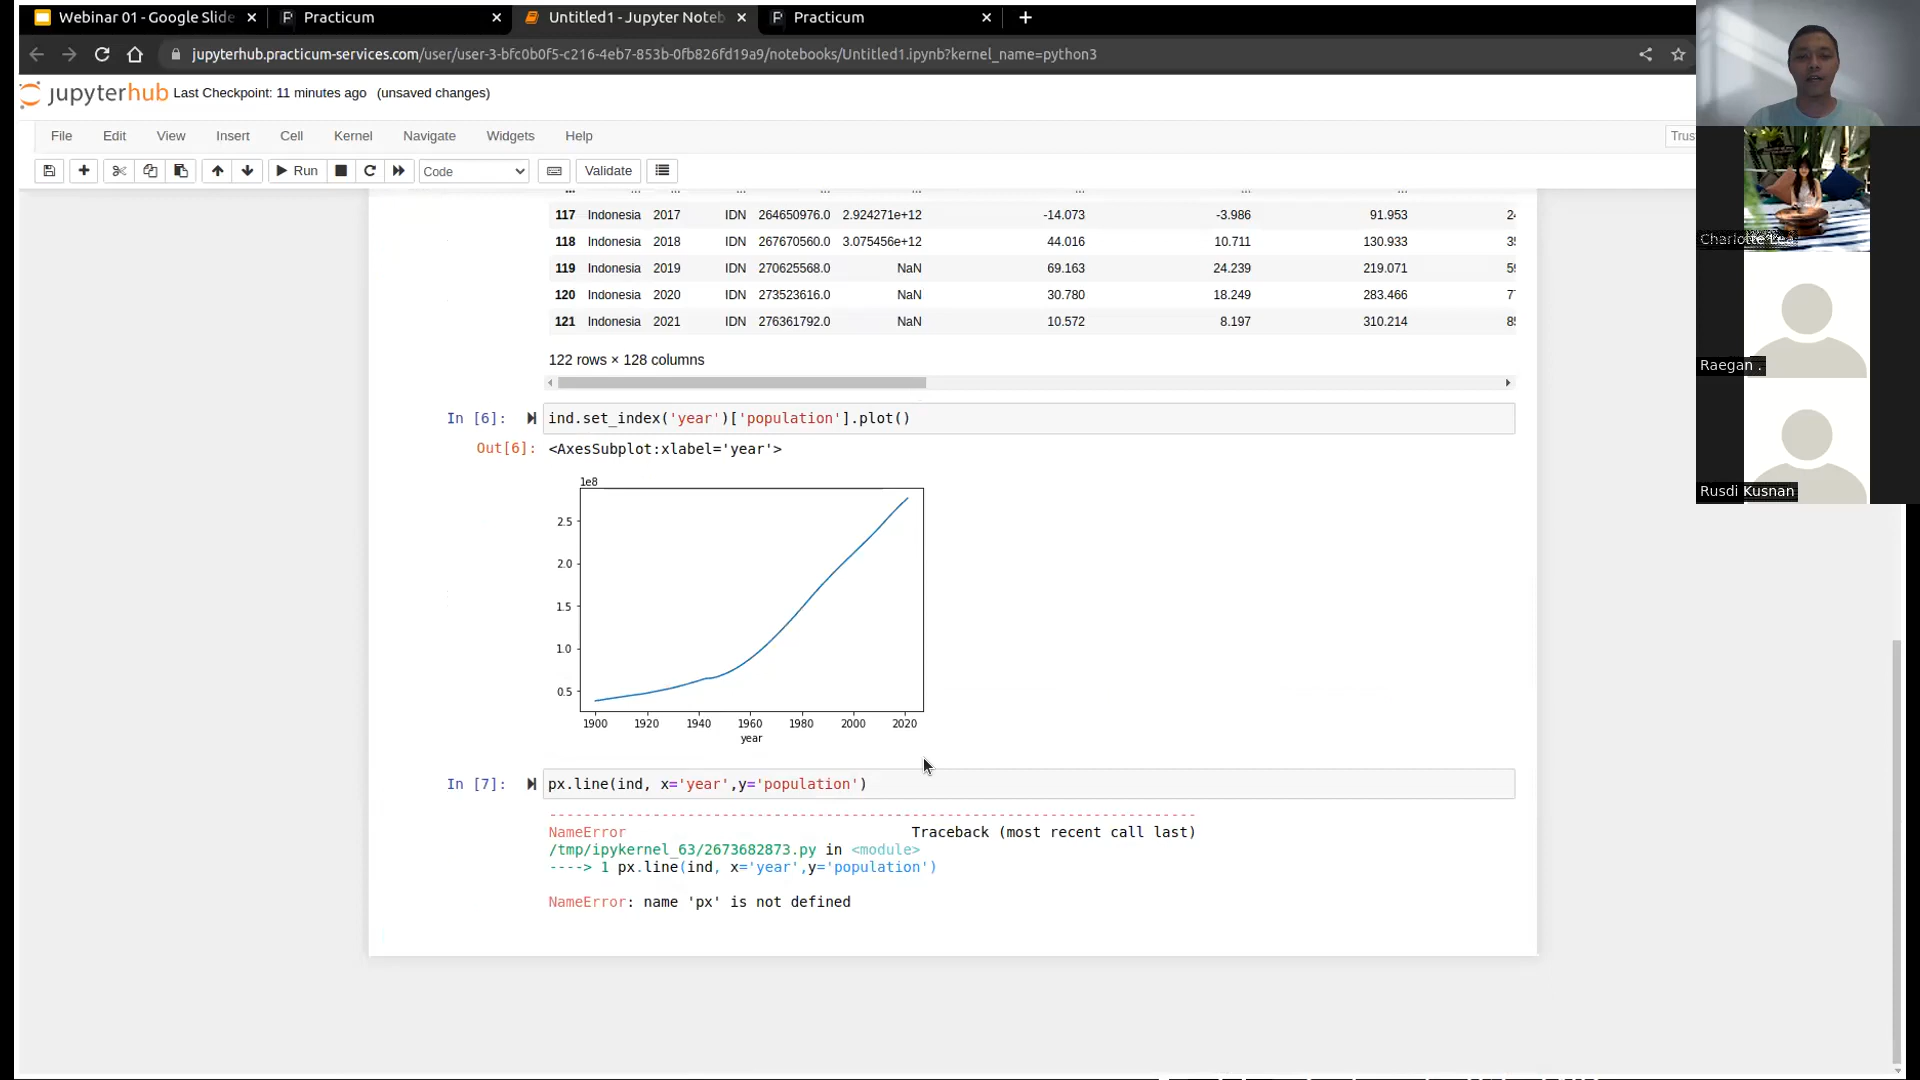 Webinar 01 - Google Slide
Practicum
Untitled1 - Jupyter Noteb
Practicum
jupyterhub.practicum-services.com/user/user-3-bfc0b0f5-c216-4eb7-853b-0fb826fd19a9/notebooks/Untitled1.ipynb?kernel_name=python3
jupyterhub Last Checkpoint: 11 minutes ago (unsaved changes)
File Edit View Insert Cell Kernel Navigate Widgets Help Trus
Run Code Validate
... ... ... ... ... ... ... ... ...
117 Indonesia 2017 IDN 264650976.0 2.924271e+12 -14.073 -3.986 91.953 24
118 Indonesia 2018 IDN 267670560.0 3.075456e+12 44.016 10.711 130.933 35
119 Indonesia 2019 IDN 270625568.0 NaN 69.163 24.239 219.071 59
120 Indonesia 2020 IDN 273523616.0 NaN 30.780 18.249 283.466 77
121 Indonesia 2021 IDN 276361792.0 NaN 10.572 8.197 310.214 85
122 rows × 128 columns
In [6]: ind.set_index('year')['population'].plot()
Out[6]: <AxesSubplot:xlabel='year'>
1e8
2.5
2.0
1.5
1.0
0.5
1900 1920 1940 1960 1980 2000 2020
year
In [7]: px.line(ind, x='year',y='population')
---------------------------------------------------------------------------
NameError Traceback (most recent call last)
/tmp/ipykernel_63/2673682873.py in <module>
----> 1 px.line(ind, x='year',y='population')
NameError: name 'px' is not defined
Charlotte Lea
Raegan .
Rusdi Kusnan